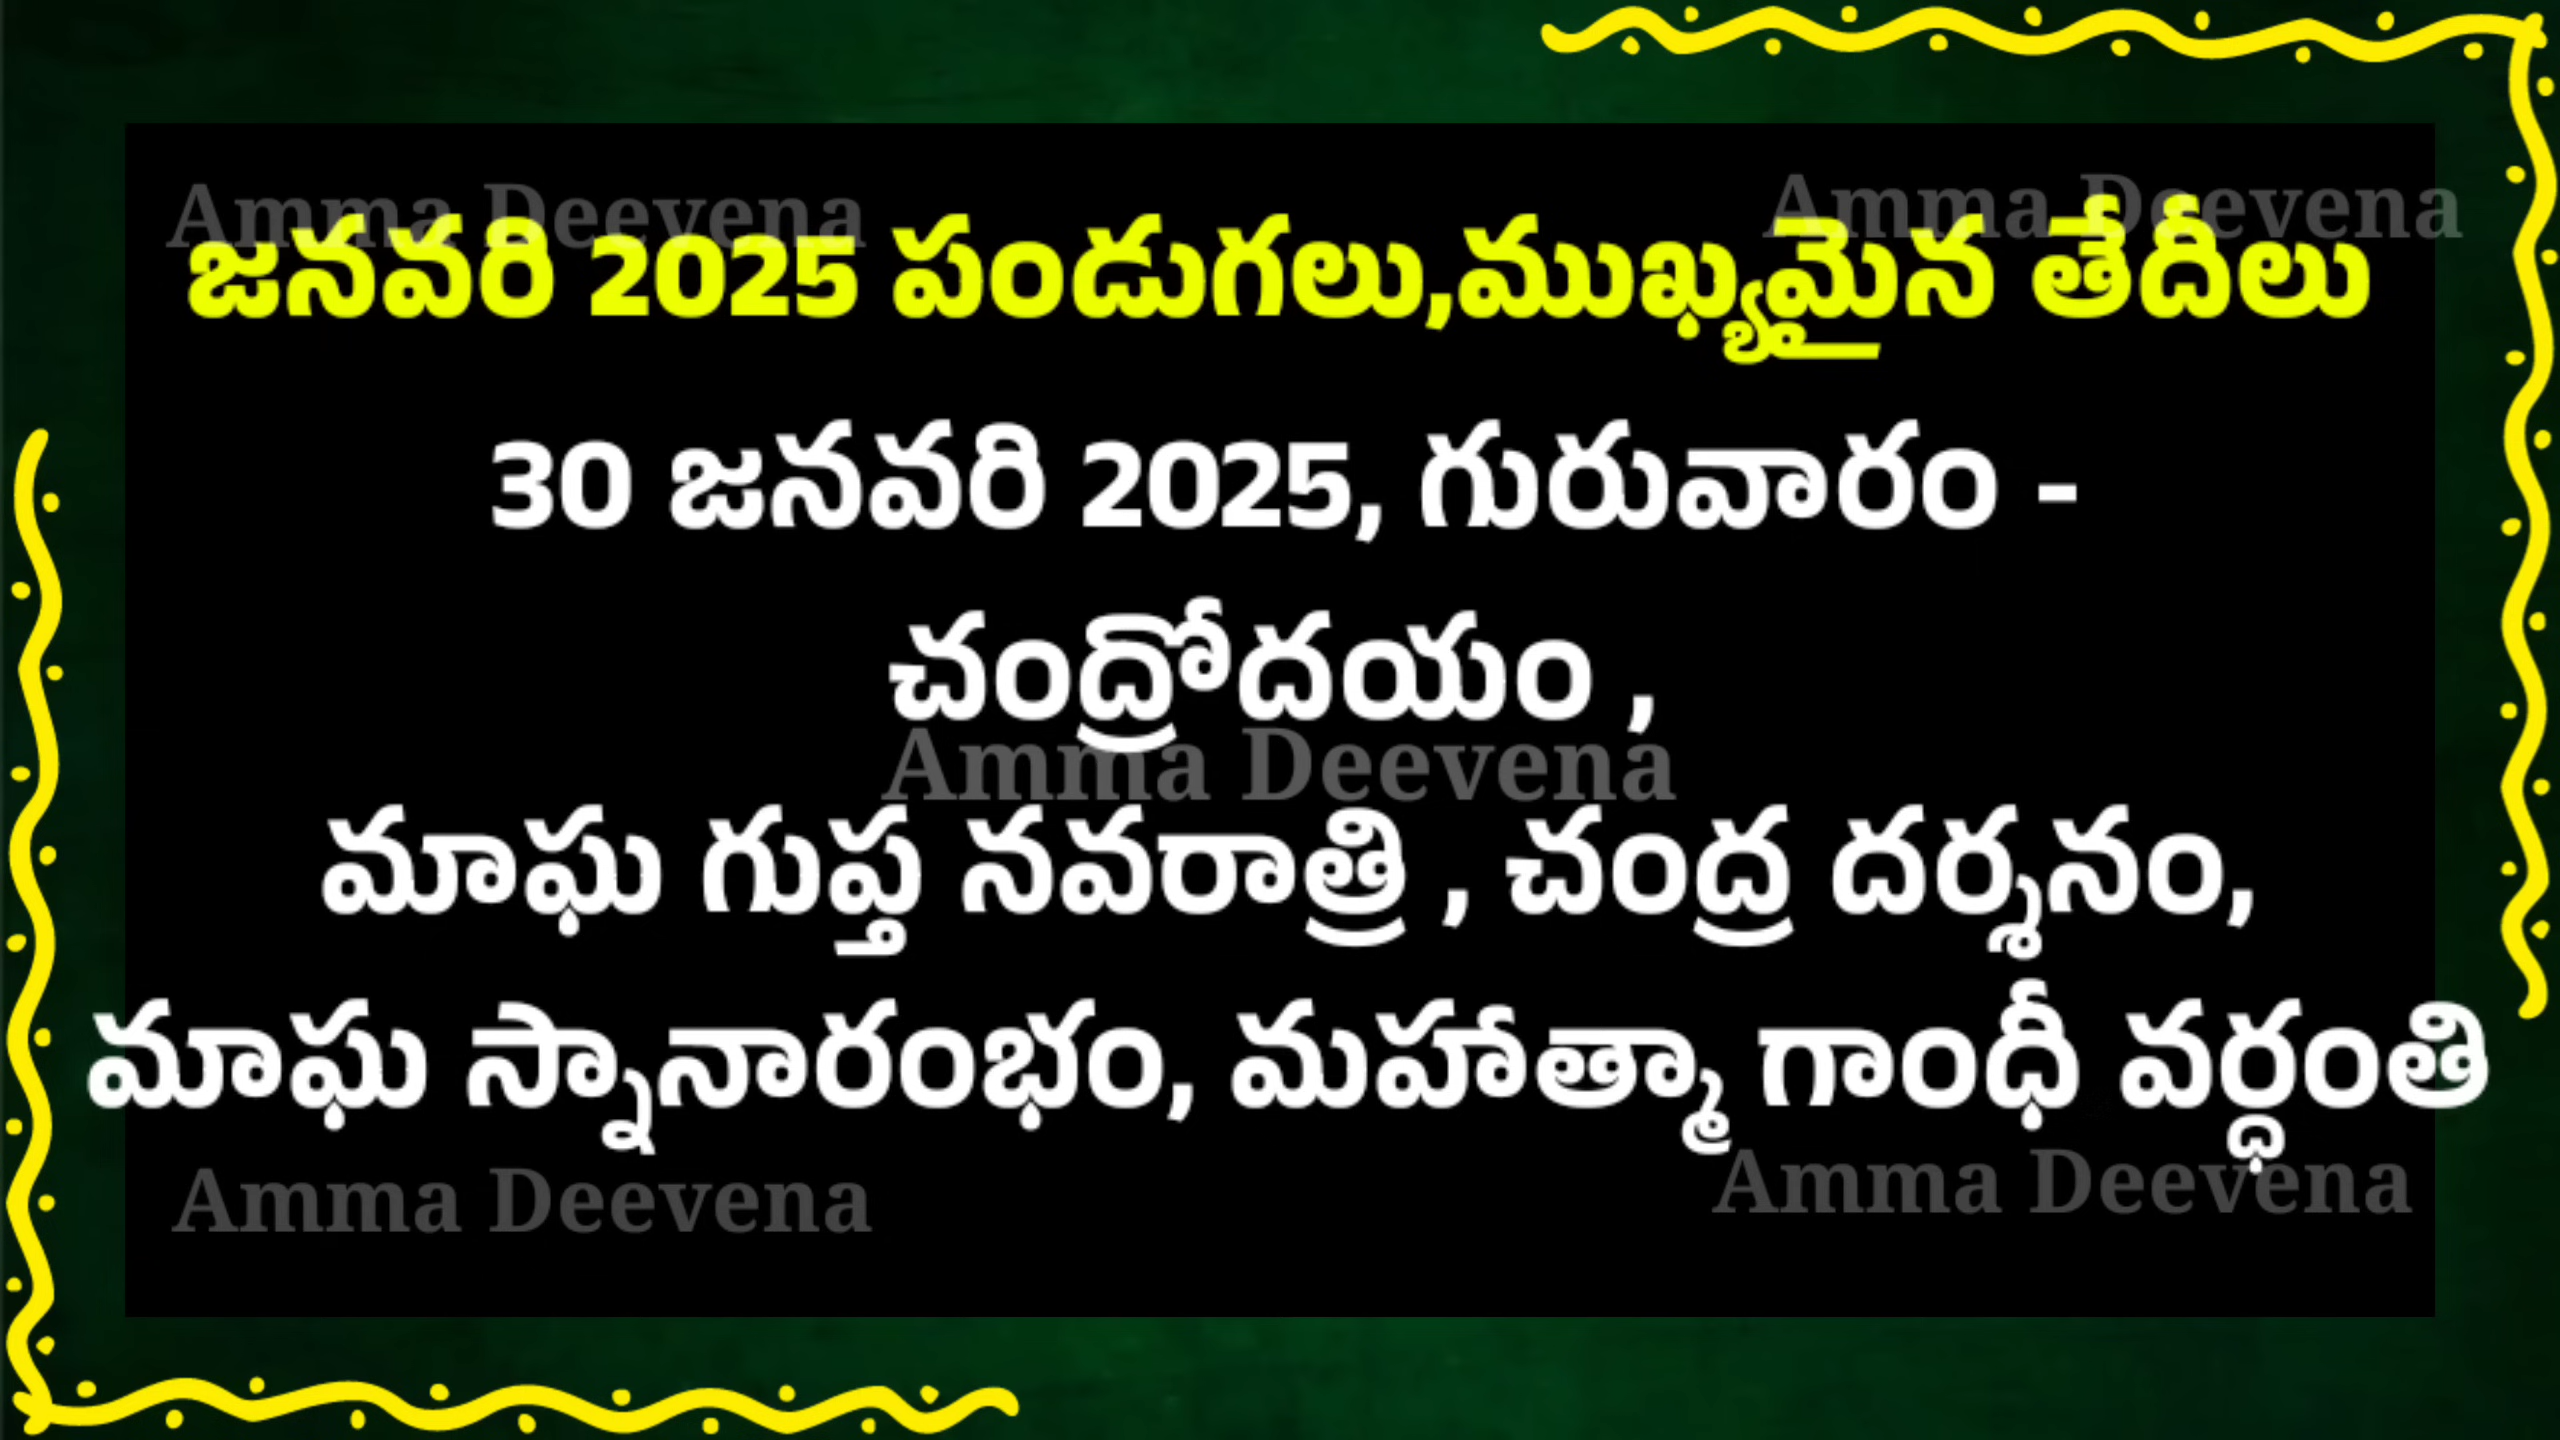 Amma Deevena Amma Deevena
జనవరి 2025 పండుగలు,ముఖ్యమైన తేదీలు
30 జనవరి 2025, గురువారం -
చంద్రోదయం ,
Amma Deevena
మాఘ గుప్త నవరాత్రి , చంద్ర దర్శనం,
మాఘ స్నానారంభం, మహాత్మా గాంధీ వర్ధంతి
Amma Deevena Amma Deevena